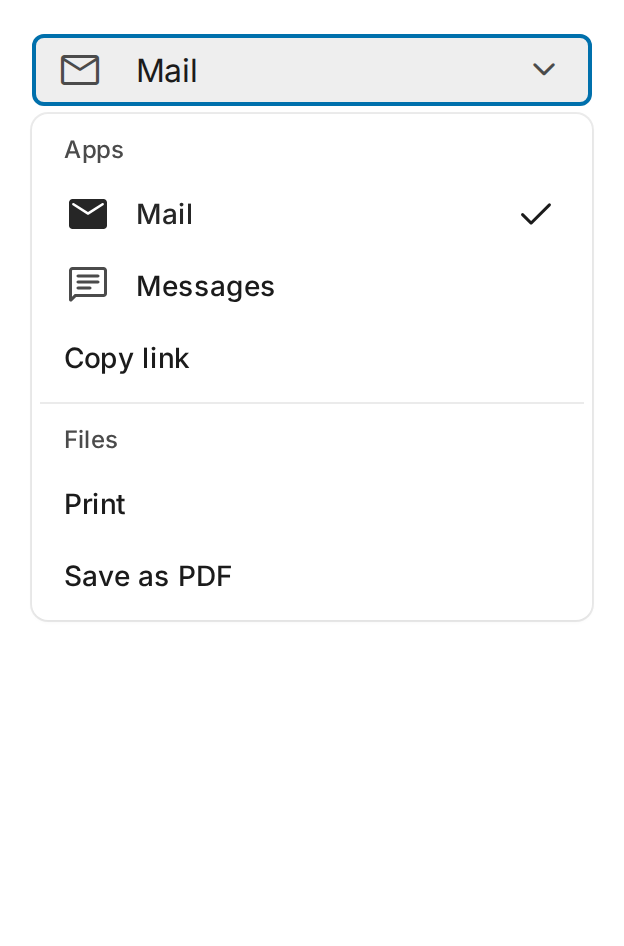 Mail
Apps
Mail
Messages
Copy link
Files
Print
Save as PDF